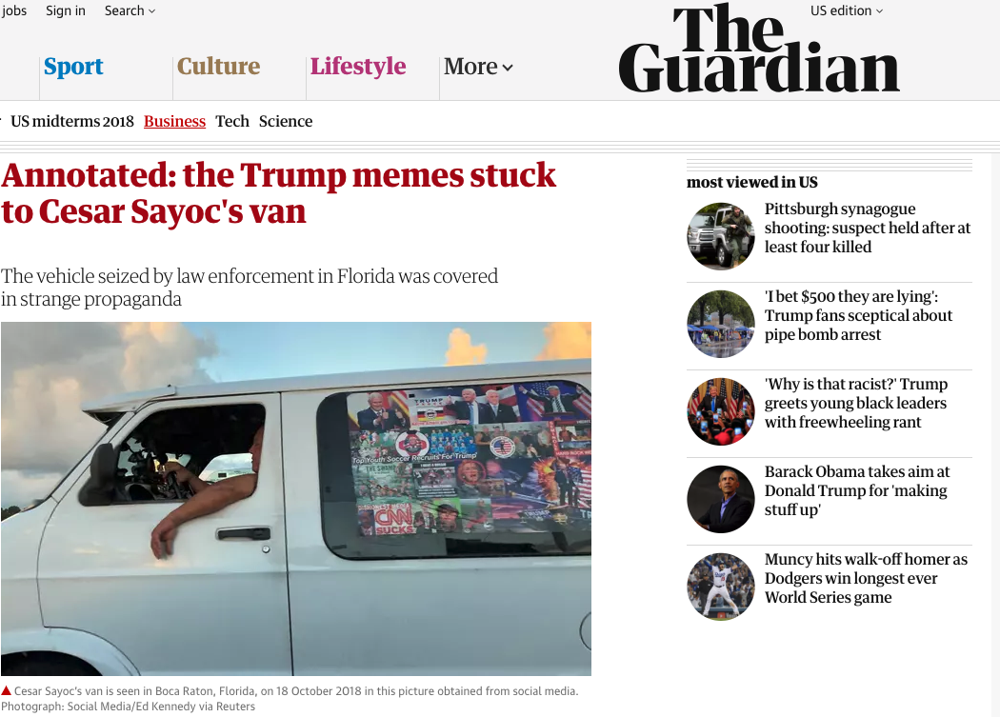 jobs Sign in Search US edition
The
Guardian
Sport Culture Lifestyle More
US midterms 2018 Business Tech Science
Annotated: the Trump memes stuck
to Cesar Sayoc's van
The vehicle seized by law enforcement in Florida was covered
in strange propaganda
TRUMP
Top Youth Soccer Recruits For Trump
CNN
SUCKS
TRUMP
Cesar Sayoc's van is seen in Boca Raton, Florida, on 18 October 2018 in this picture obtained from social media.
Photograph: Social Media/Ed Kennedy via Reuters
most viewed in US
Pittsburgh synagogue
shooting: suspect held after at
least four killed
'I bet $500 they are lying':
Trump fans sceptical about
pipe bomb arrest
'Why is that racist?' Trump
greets young black leaders
with freewheeling rant
Barack Obama takes aim at
Donald Trump for 'making
stuff up'
Muncy hits walk-off homer as
Dodgers win longest ever
World Series game